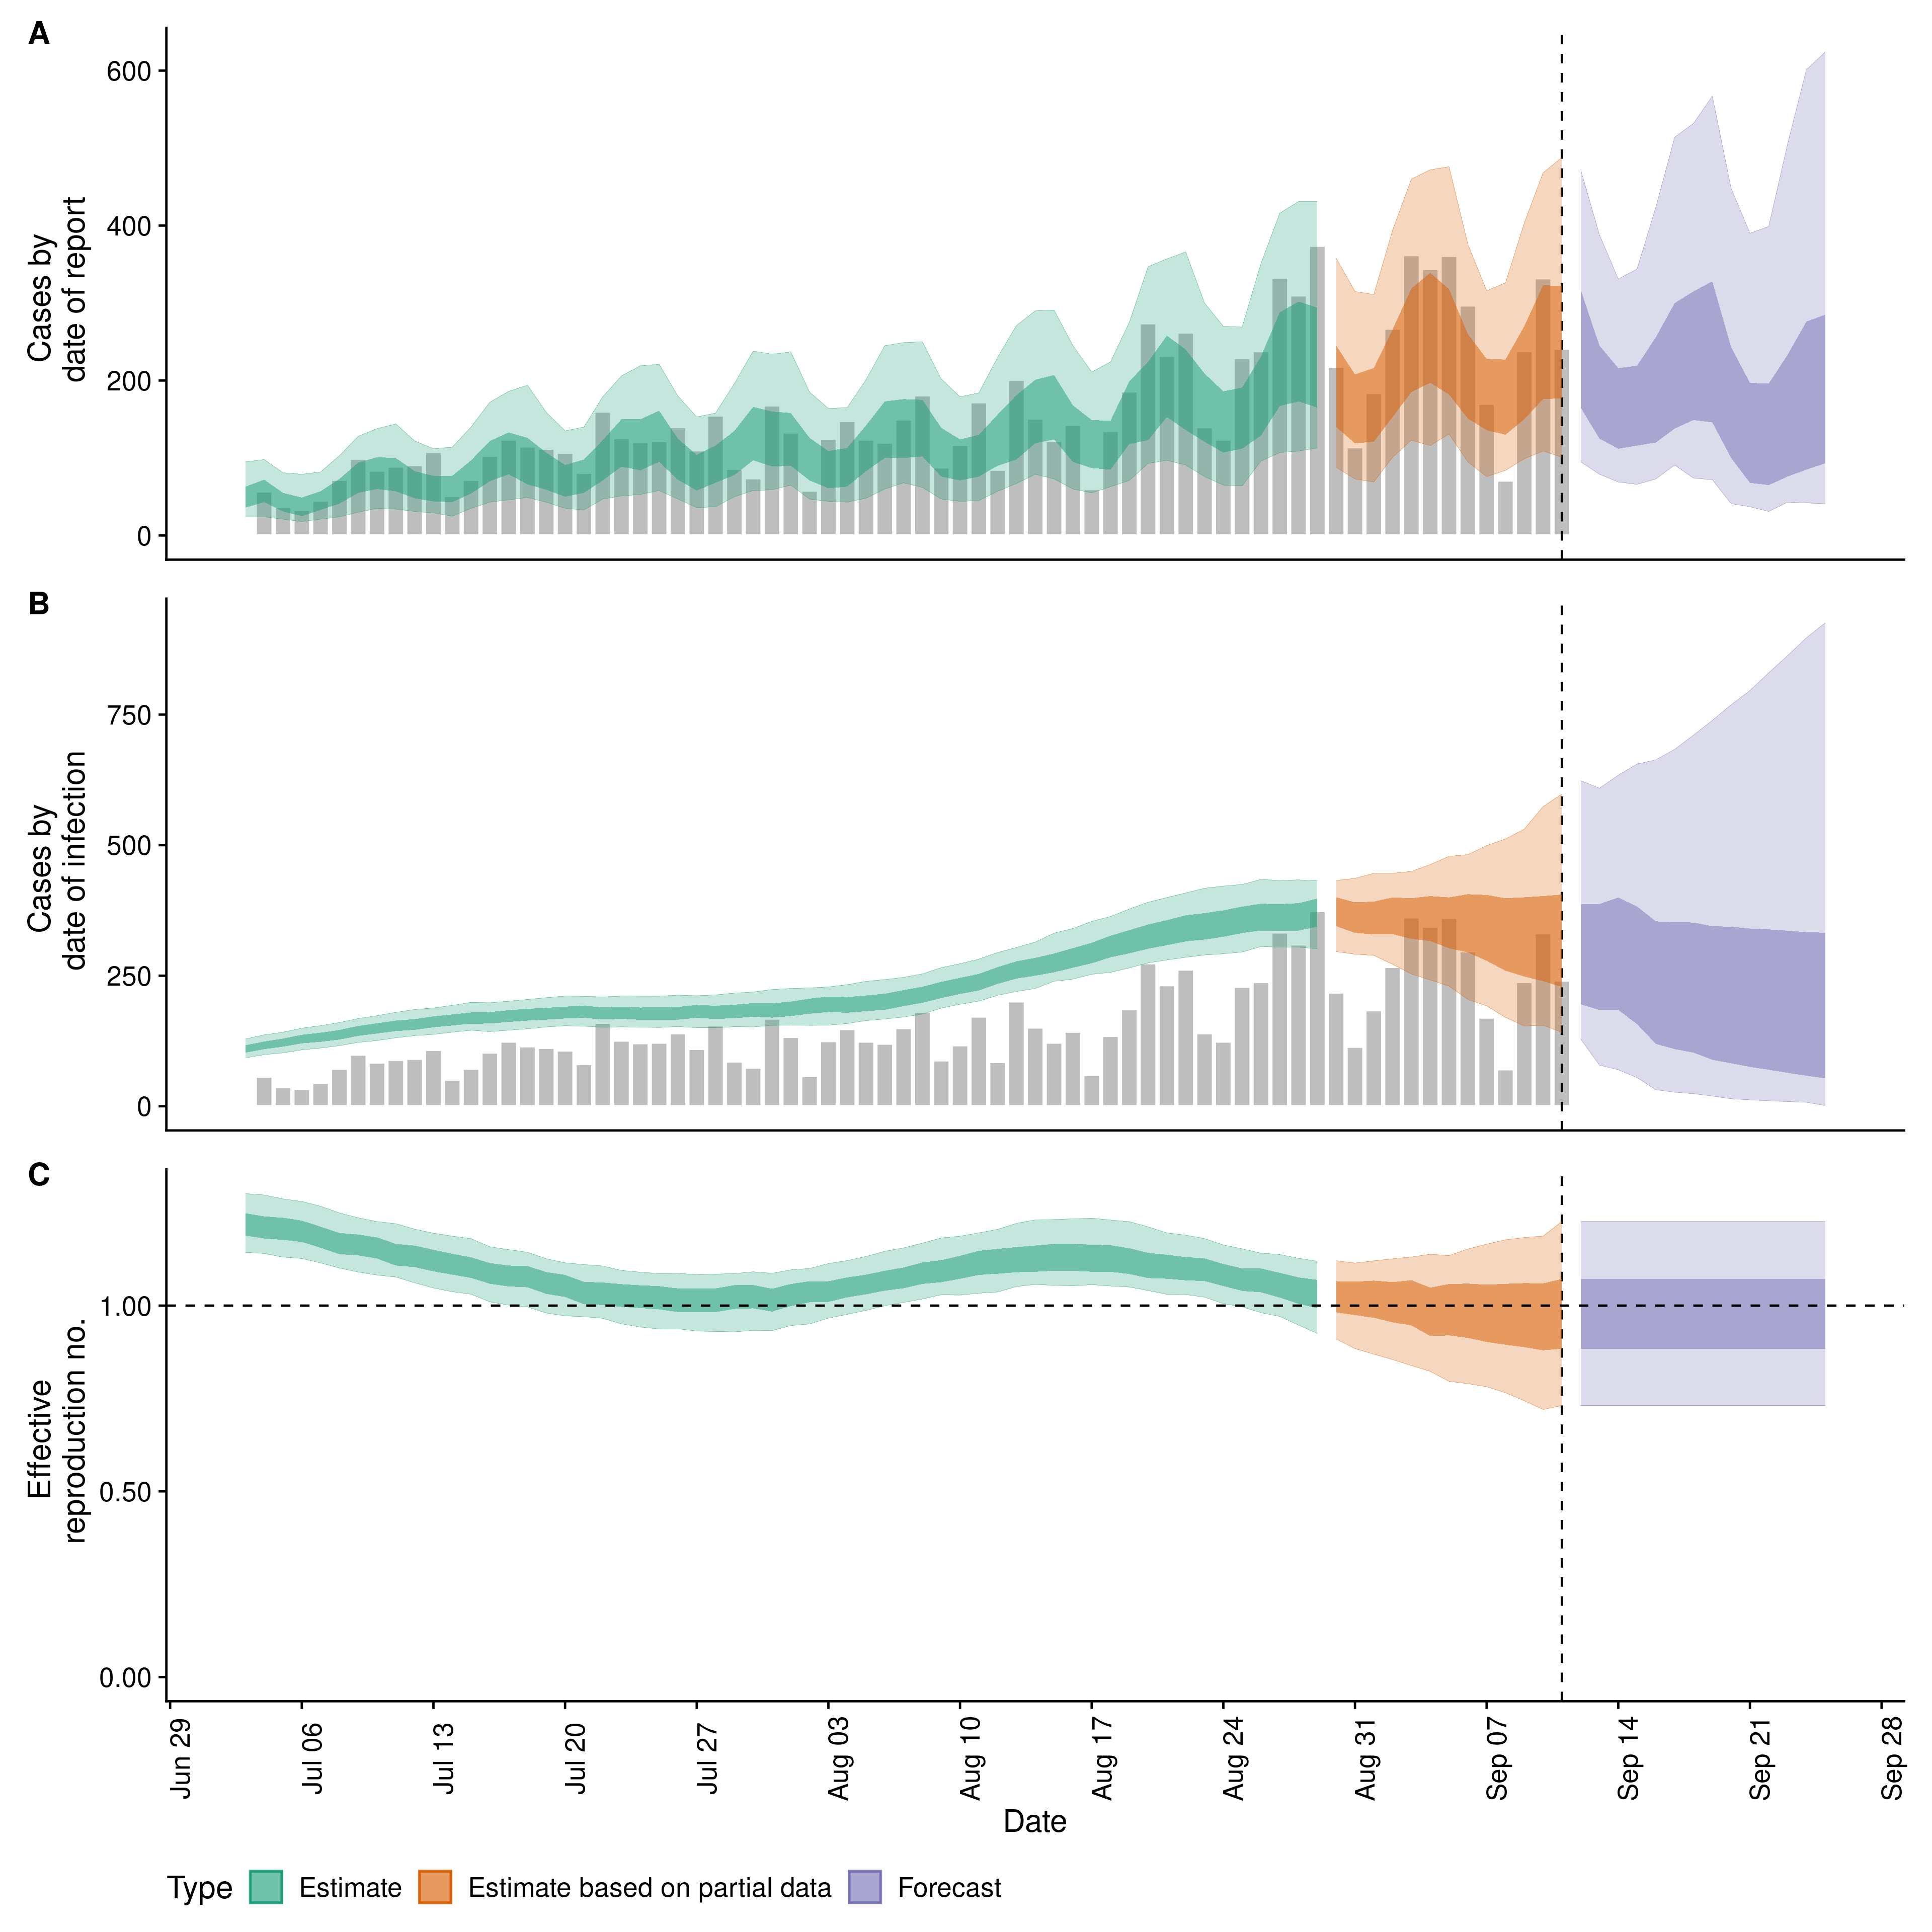 A
Cases by
date of report
600
400
200
0
B
Cases by
date of infection
750
500
250
0
C
Effective
reproduction no.
1.00
0.50
0.00
Jun 29
Jul 06
Jul 13
Jul 20
Jul 27
Aug 03
Aug 10
Aug 17
Aug 24
Aug 31
Sep 07
Sep 14
Sep 21
Sep 28
Date
Type Estimate Estimate based on partial data Forecast